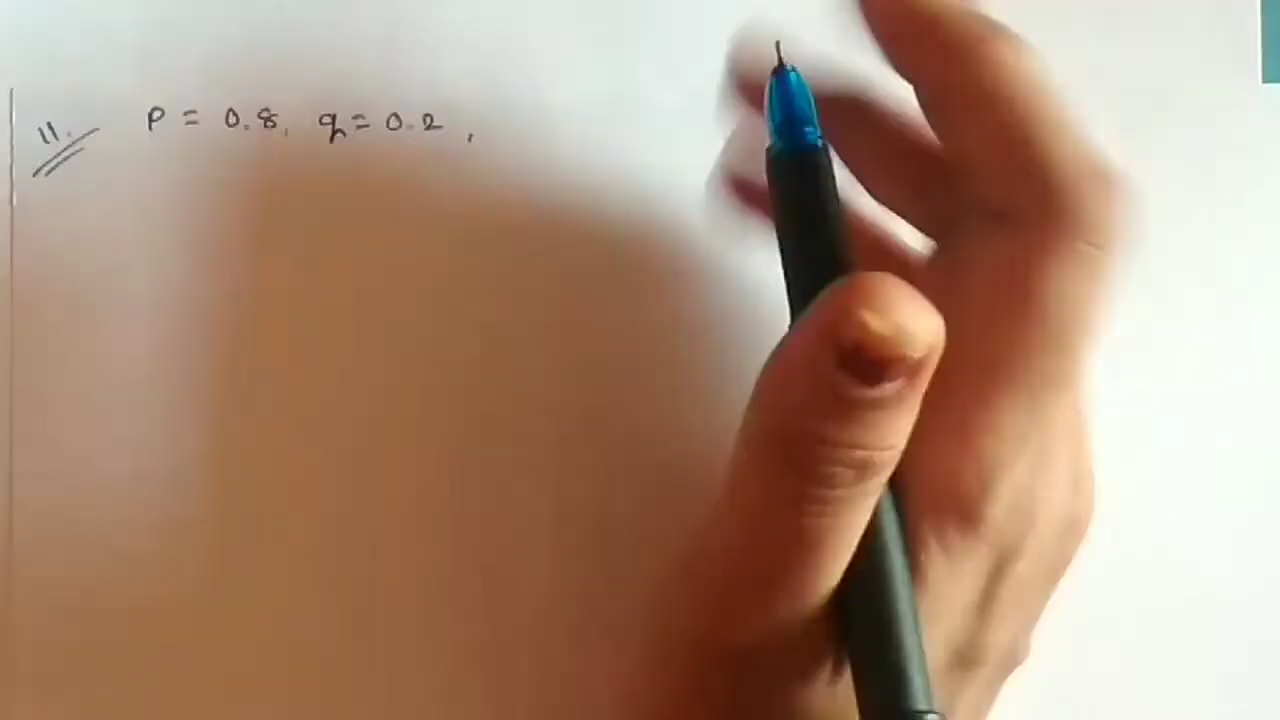 11. P = 0.8, q = 0.2,